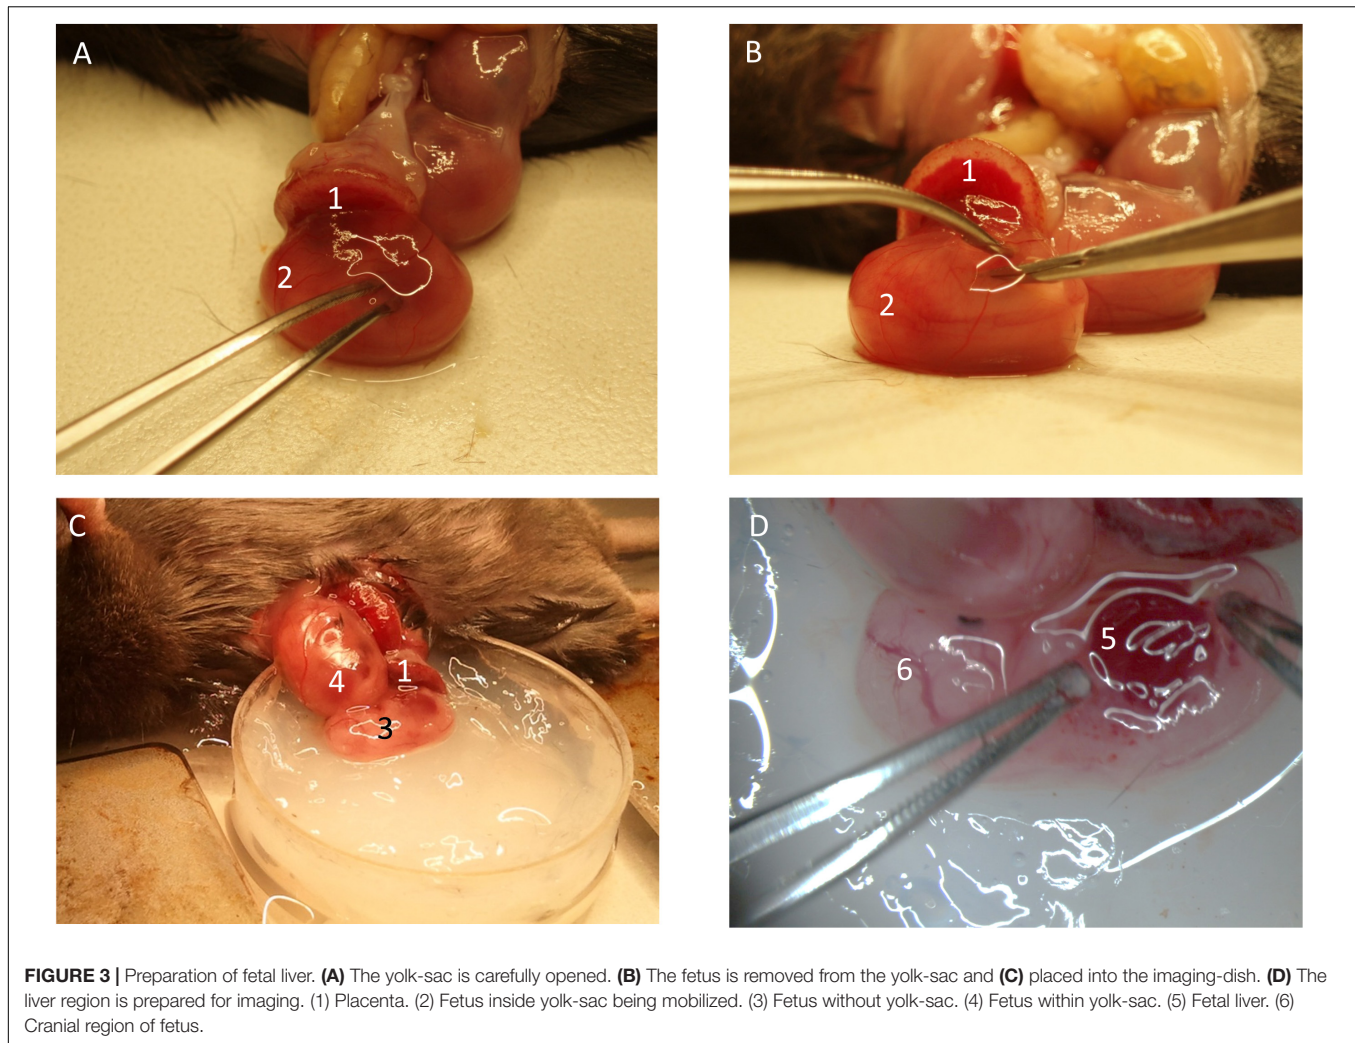 A
1
2
B
1
2
C
4
1
3
D
5
6
FIGURE 3 | Preparation of fetal liver. (A) The yolk-sac is carefully opened. (B) The fetus is removed from the yolk-sac and (C) placed into the imaging-dish. (D) The
liver region is prepared for imaging. (1) Placenta. (2) Fetus inside yolk-sac being mobilized. (3) Fetus without yolk-sac. (4) Fetus within yolk-sac. (5) Fetal liver. (6)
Cranial region of fetus.